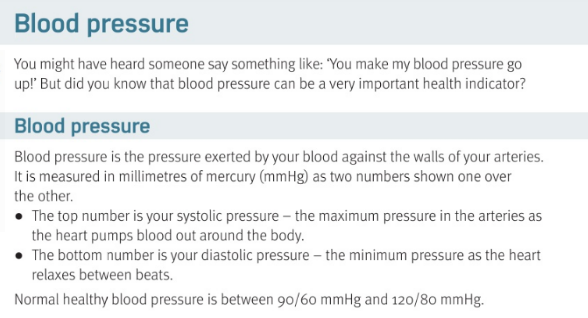 Blood pressure
You might have heard someone say something like: ‘You make my blood pressure go
up!’ But did you know that blood pressure can be a very important health indicator?
Blood pressure
Blood pressure is the pressure exerted by your blood against the walls of your arteries.
It is measured in millimetres of mercury (mmHg) as two numbers shown one over
the other.
● The top number is your systolic pressure – the maximum pressure in the arteries as
the heart pumps blood out around the body.
● The bottom number is your diastolic pressure – the minimum pressure as the heart
relaxes between beats.
Normal healthy blood pressure is between 90/60 mmHg and 120/80 mmHg.